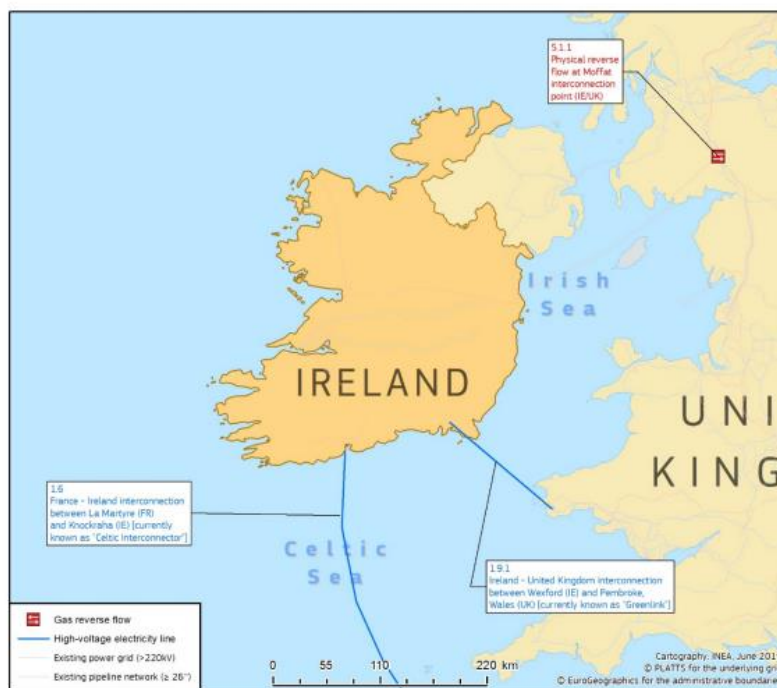 5.1.1
Physical reverse
flow at Moffat
interconnection
point (IE/UK)
Irish
Sea
IRELAND
UNI
KING
1.6
France - Ireland interconnection
between La Martyre (FR)
and Knockraha (IE) [currently
known as "Celtic Interconnector"]
Celtic
Sea
1.9.1
Ireland - United Kingdom interconnection
between Wexford (IE) and Pembroke,
Wales (UK) [currently known as "Greenlink"]
Gas reverse flow
High-voltage electricity line
Existing power grid (>220kV)
Existing pipeline network (≥ 26")
0 55 110 220 km
Cartography: INEA, June 201
© PLATTS for the underlying gri
© EuroGeographics for the administrative boundarie